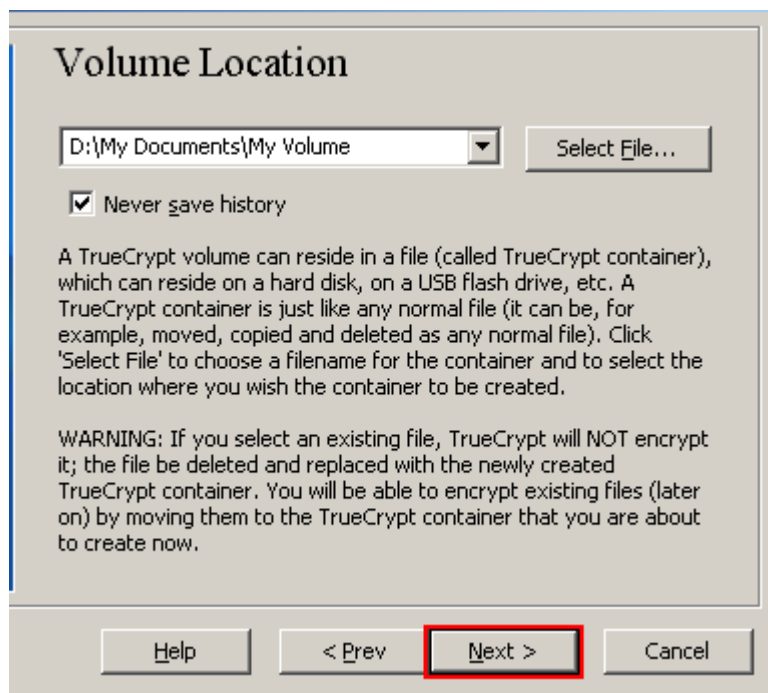 Volume Location
D:\My Documents\My Volume
Select File...
Never save history
A TrueCrypt volume can reside in a file (called TrueCrypt container),
which can reside on a hard disk, on a USB flash drive, etc. A
TrueCrypt container is just like any normal file (it can be, for
example, moved, copied and deleted as any normal file). Click
'Select File' to choose a filename for the container and to select the
location where you wish the container to be created.
WARNING: If you select an existing file, TrueCrypt will NOT encrypt
it; the file be deleted and replaced with the newly created
TrueCrypt container. You will be able to encrypt existing files (later
on) by moving them to the TrueCrypt container that you are about
to create now.
Help
< Prev
Next >
Cancel